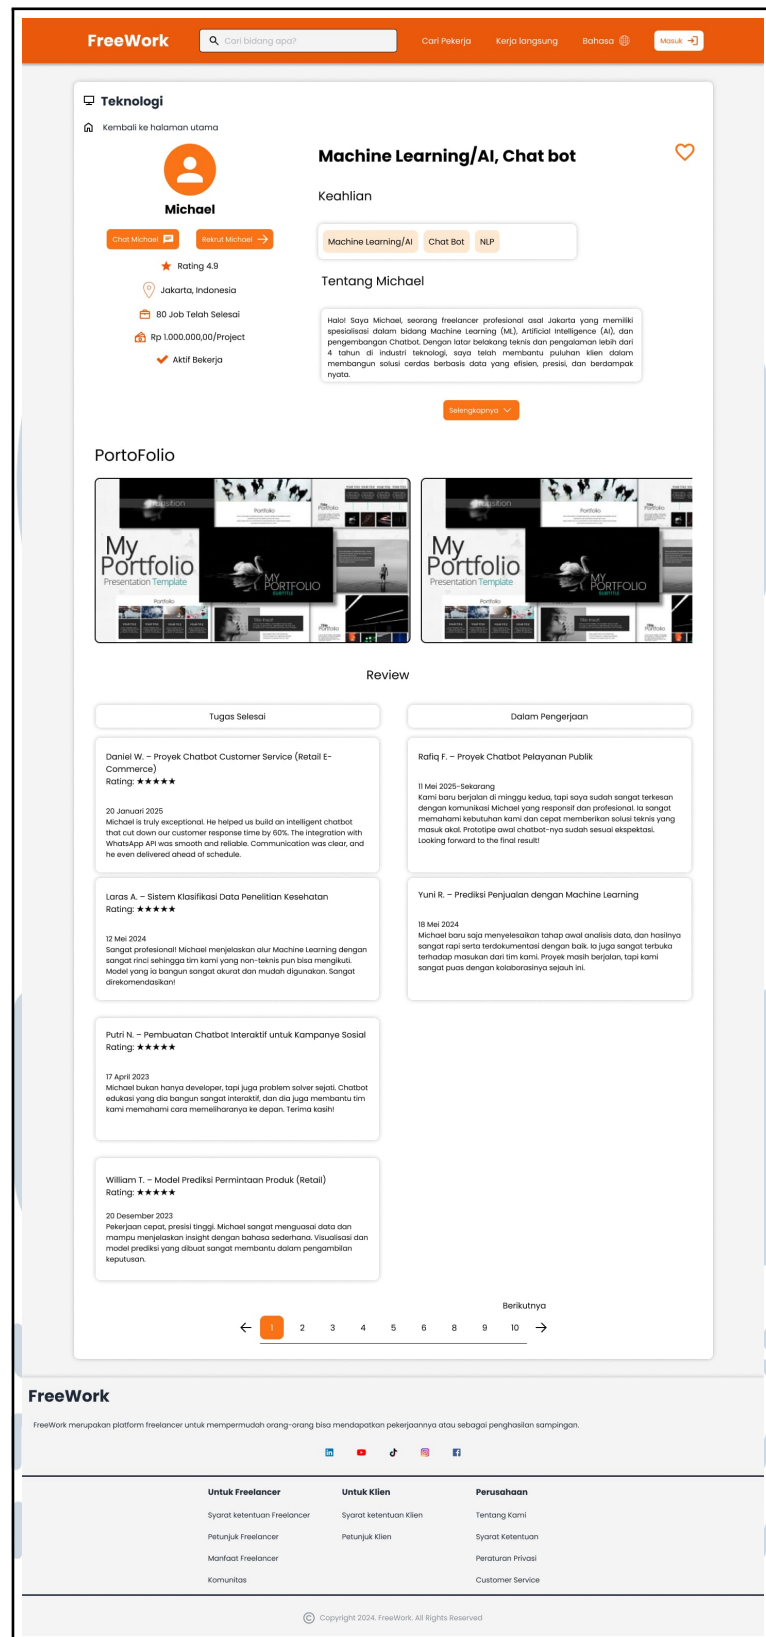 FreeWork
Cari bidang apa?
Cari Pekerja
Kerja langsung
Bahasa
Masuk
Teknologi
Kembali ke halaman utama
Michael
Chat Michael
Rekrut Michael
Rating 4.9
Jakarta, Indonesia
80 Job Telah Selesai
Rp 1.000.000,00/Project
Aktif Bekerja
Machine Learning/AI, Chat bot
Keahlian
Machine Learning/AI
Chat Bot
NLP
Tentang Michael
Halo! Saya Michael, seorang freelancer profesional asal Jakarta yang memiliki
spesialisasi dalam bidang Machine Learning (ML), Artificial Intelligence (AI), dan
pengembangan Chatbot. Dengan latar belakang teknis dan pengalaman lebih dari
4 tahun di industri teknologi, saya telah membantu puluhan klien dalam
membangun solusi cerdas berbasis data yang efisien, presisi, dan berdampak
nyata.
Selengkapnya
PortoFolio
My
Portfolio
Presentation Template
Portfolio
MY
PORTFOLIO
SUBTITLE
My
Portfolio
Presentation Template
Portfolio
MY
PORTFOLIO
SUBTITLE
Review
Tugas Selesai
Daniel W. – Proyek Chatbot Customer Service (Retail E-
Commerce)
Rating: ★★★★★
20 Januari 2025
Michael is truly exceptional. He helped us build an intelligent chatbot
that cut down our customer response time by 60%. The integration with
WhatsApp API was smooth and reliable. Communication was clear, and
he even delivered ahead of schedule.
Laras A. – Sistem Klasifikasi Data Penelitian Kesehatan
Rating: ★★★★★
12 Mei 2024
Sangat profesional! Michael menjelaskan alur Machine Learning dengan
sangat rinci sehingga tim kami yang non-teknis pun bisa mengikuti.
Model yang ia bangun sangat akurat dan mudah digunakan. Sangat
direkomendasikan!
Putri N. – Pembuatan Chatbot Interaktif untuk Kampanye Sosial
Rating: ★★★★★
17 April 2023
Michael bukan hanya developer, tapi juga problem solver sejati. Chatbot
edukasi yang dia bangun sangat interaktif, dan dia juga membantu tim
kami memahami cara memeliharanya ke depan. Terima kasih!
William T. – Model Prediksi Permintaan Produk (Retail)
Rating: ★★★★★
20 Desember 2023
Pekerjaan cepat, presisi tinggi. Michael sangat menguasai data dan
mampu menjelaskan insight dengan bahasa sederhana. Visualisasi dan
model prediksi yang dibuat sangat membantu dalam pengambilan
keputusan.
Dalam Pengerjaan
Rafiq F. – Proyek Chatbot Pelayanan Publik
11 Mei 2025-Sekarang
Kami baru berjalan di minggu kedua, tapi saya sudah sangat terkesan
dengan komunikasi Michael yang responsif dan profesional. Ia sangat
memahami kebutuhan kami dan cepat memberikan solusi teknis yang
masuk akal. Prototipe awal chatbot-nya sudah sesuai ekspektasi.
Looking forward to the final result!
Yuni R. – Prediksi Penjualan dengan Machine Learning
18 Mei 2024
Michael baru saja menyelesaikan tahap awal analisis data, dan hasilnya
sangat rapi serta terdokumentasi dengan baik. Ia juga sangat terbuka
terhadap masukan dari tim kami. Proyek masih berjalan, tapi kami
sangat puas dengan kolaborasinya sejauh ini.
Berikutnya
1 2 3 4 5 6 8 9 10
FreeWork
FreeWork merupakan platform freelancer untuk mempermudah orang-orang bisa mendapatkan pekerjaannya atau sebagai penghasilan sampingan.
Untuk Freelancer
Syarat ketentuan Freelancer
Petunjuk Freelancer
Manfaat Freelancer
Komunitas
Untuk Klien
Syarat ketentuan Klien
Petunjuk Klien
Perusahaan
Tentang Kami
Syarat Ketentuan
Peraturan Privasi
Customer Service
© Copyright 2024. FreeWork. All Rights Reserved